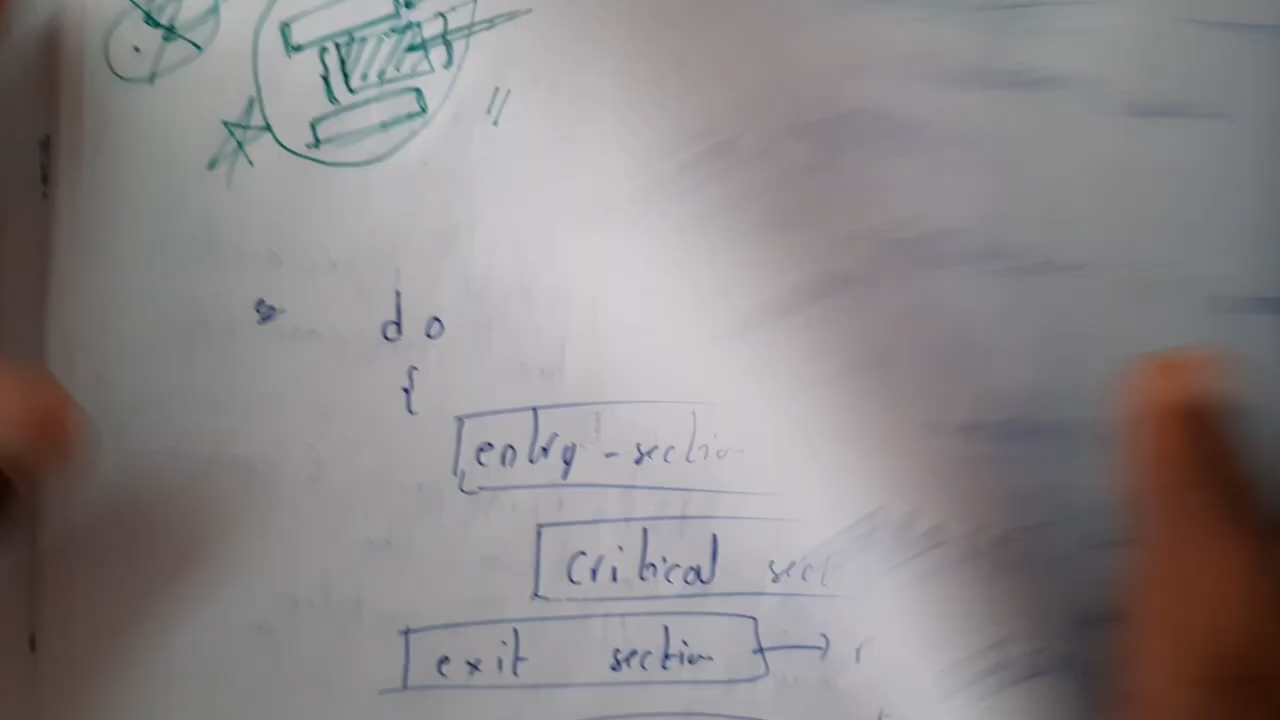 do
{
entry - section
critical sect
exit section →